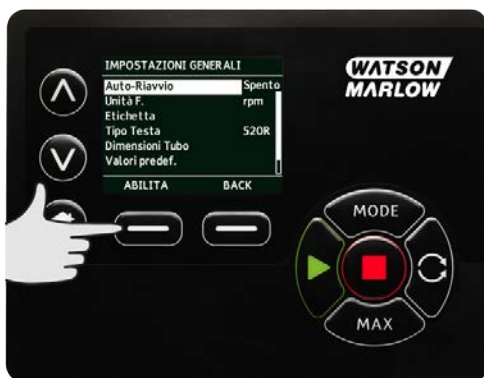 IMPOSTAZIONI GENERALI
Auto-Riavvio Spento
Unità F. rpm
Etichetta
Tipo Testa 520R
Dimensioni Tubo
Valori predef.
ABILITA BACK
WATSON
MARLOW
MODE
MAX